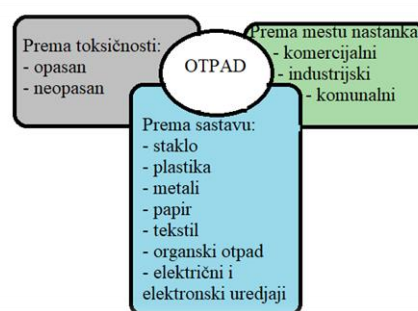 Prema toksičnosti:
- opasan
- neopasan
OTPAD
Prema mestu nastanka
- komercijalni
- industrijski
- komunalni
Prema sastavu:
- staklo
- plastika
- metali
- papir
- tekstil
- organski otpad
- električni i
elektronski uredjaji